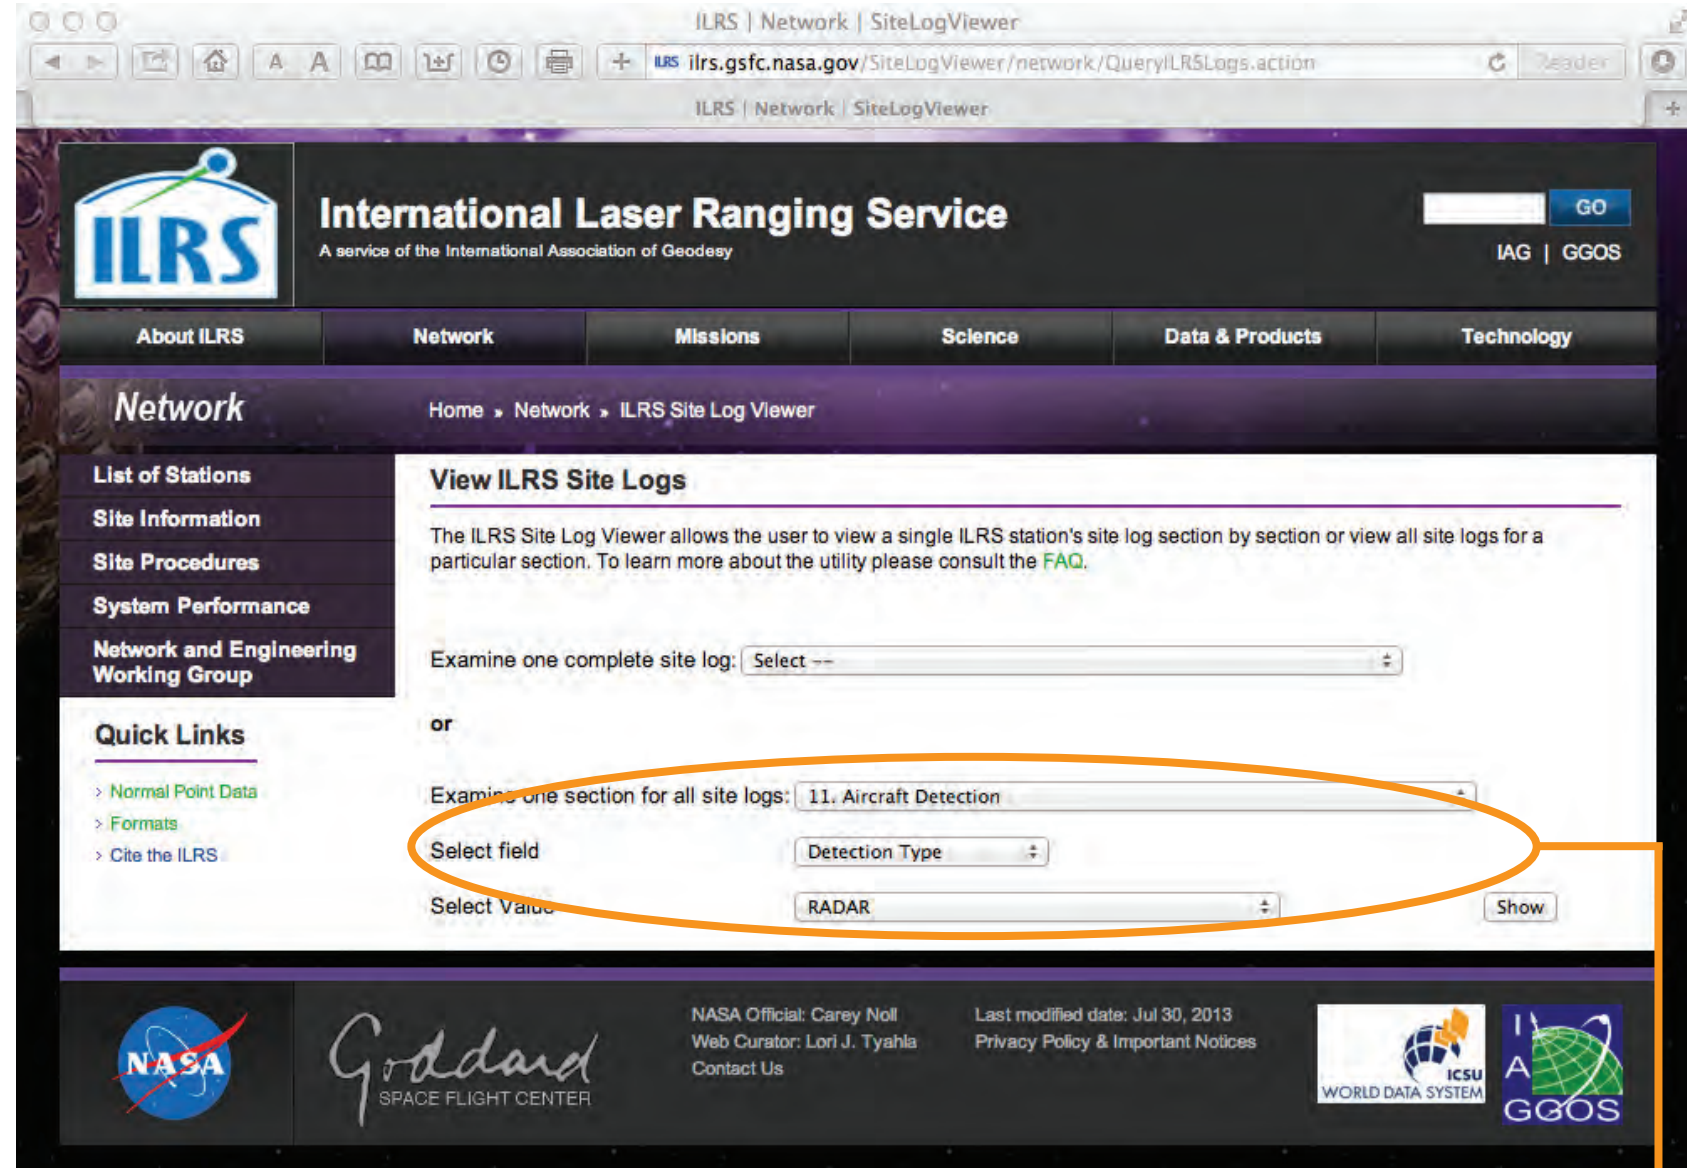 ILRS | Network | SiteLogViewer
A A
ILRS ilrs.gsfc.nasa.gov/SiteLogViewer/network/QueryILRSLogs.action
Reader
ILRS | Network | SiteLogViewer
ILRS
International Laser Ranging Service
A service of the International Association of Geodesy
GO
IAG | GGOS
About ILRS Network Missions Science Data & Products Technology
Network
Home » Network » ILRS Site Log Viewer
List of Stations
Site Information
Site Procedures
System Performance
Network and Engineering
Working Group
Quick Links
› Normal Point Data
› Formats
› Cite the ILRS
View ILRS Site Logs
The ILRS Site Log Viewer allows the user to view a single ILRS station's site log section by section or view all site logs for a
particular section. To learn more about the utility please consult the FAQ.
Examine one complete site log: Select --
or
Examine one section for all site logs: 11. Aircraft Detection
Select field Detection Type
Select Value RADAR Show
NASA
Goddard
SPACE FLIGHT CENTER
NASA Official: Carey Noll
Web Curator: Lori J. Tyahla
Contact Us
Last modified date: Jul 30, 2013
Privacy Policy & Important Notices
ICSU
WORLD DATA SYSTEM
I
A
G
GGOS